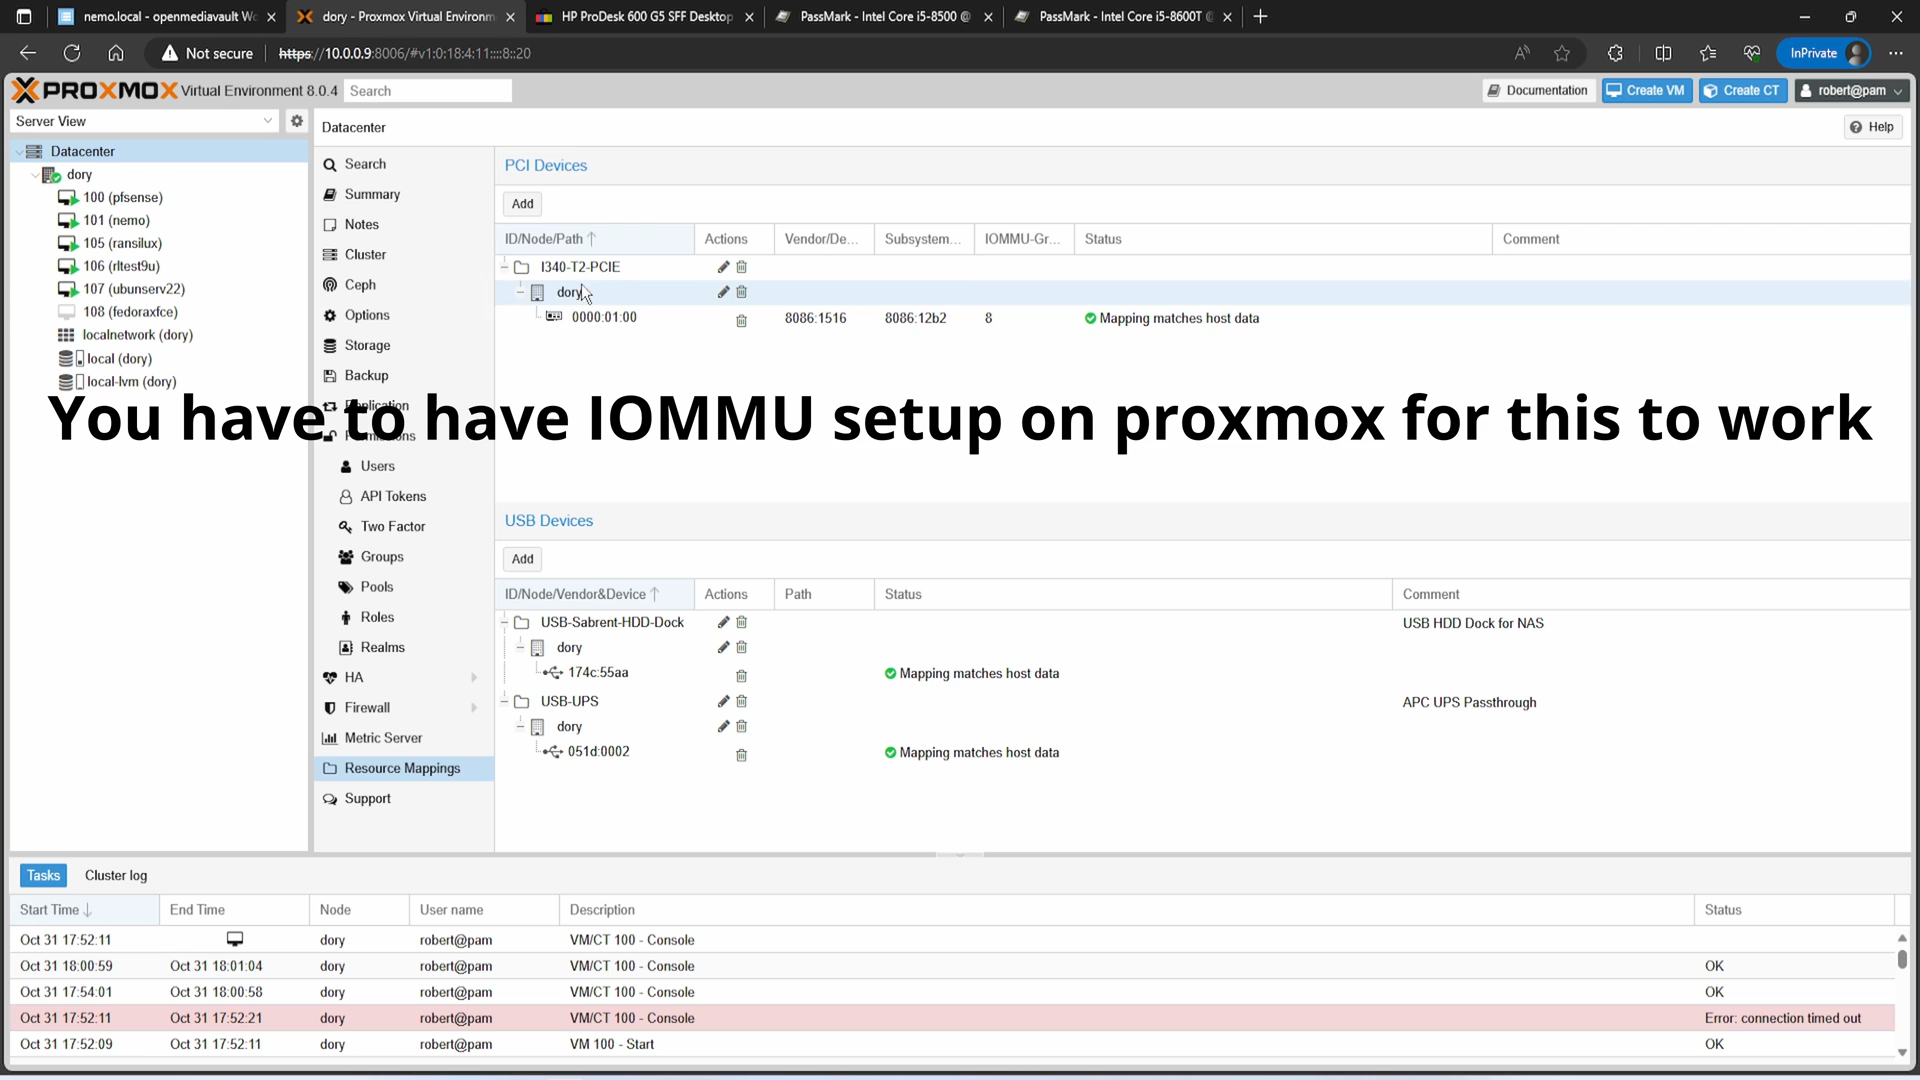 nemo.local - openmediavault Wo
dory - Proxmox Virtual Environm
HP ProDesk 600 G5 SFF Desktop
PassMark - Intel Core i5-8500 @
PassMark - Intel Core i5-8600T @
Not secure
https://10.0.0.9:8006/#v1:0:18:4:11::::8::20
InPrivate
PROXMOX Virtual Environment 8.0.4
Search
Documentation
Create VM
Create CT
robert@pam
Server View
Datacenter
dory
100 (pfsense)
101 (nemo)
105 (ransilux)
106 (rltest9u)
107 (ubunserv22)
108 (fedoraxfce)
localnetwork (dory)
local (dory)
local-lvm (dory)
Datacenter
Help
Search
Summary
Notes
Cluster
Ceph
Options
Storage
Backup
Replication
Permissions
Users
API Tokens
Two Factor
Groups
Pools
Roles
Realms
HA
Firewall
Metric Server
Resource Mappings
Support
PCI Devices
Add
ID/Node/Path Actions Vendor/De... Subsystem... IOMMU-Gr... Status Comment
I340-T2-PCIE
dory
0000:01:00 8086:1516 8086:12b2 8 Mapping matches host data
You have to have IOMMU setup on proxmox for this to work
USB Devices
Add
ID/Node/Vendor&Device Actions Path Status Comment
USB-Sabrent-HDD-Dock USB HDD Dock for NAS
dory
174c:55aa Mapping matches host data
USB-UPS APC UPS Passthrough
dory
051d:0002 Mapping matches host data
Tasks Cluster log
Start Time End Time Node User name Description Status
Oct 31 17:52:11 dory robert@pam VM/CT 100 - Console
Oct 31 18:00:59 Oct 31 18:01:04 dory robert@pam VM/CT 100 - Console OK
Oct 31 17:54:01 Oct 31 18:00:58 dory robert@pam VM/CT 100 - Console OK
Oct 31 17:52:11 Oct 31 17:52:21 dory robert@pam VM/CT 100 - Console Error: connection timed out
Oct 31 17:52:09 Oct 31 17:52:11 dory robert@pam VM 100 - Start OK